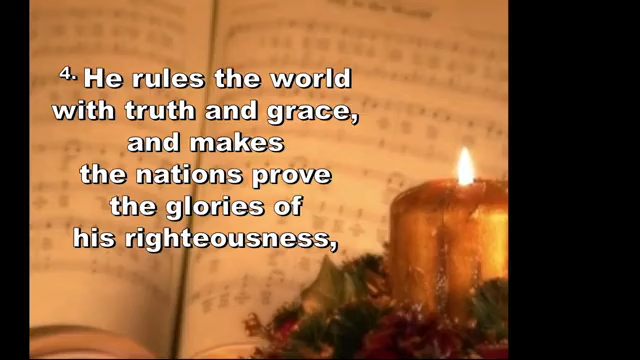 4. He rules the world
with truth and grace,
and makes
the nations prove
the glories of
his righteousness,